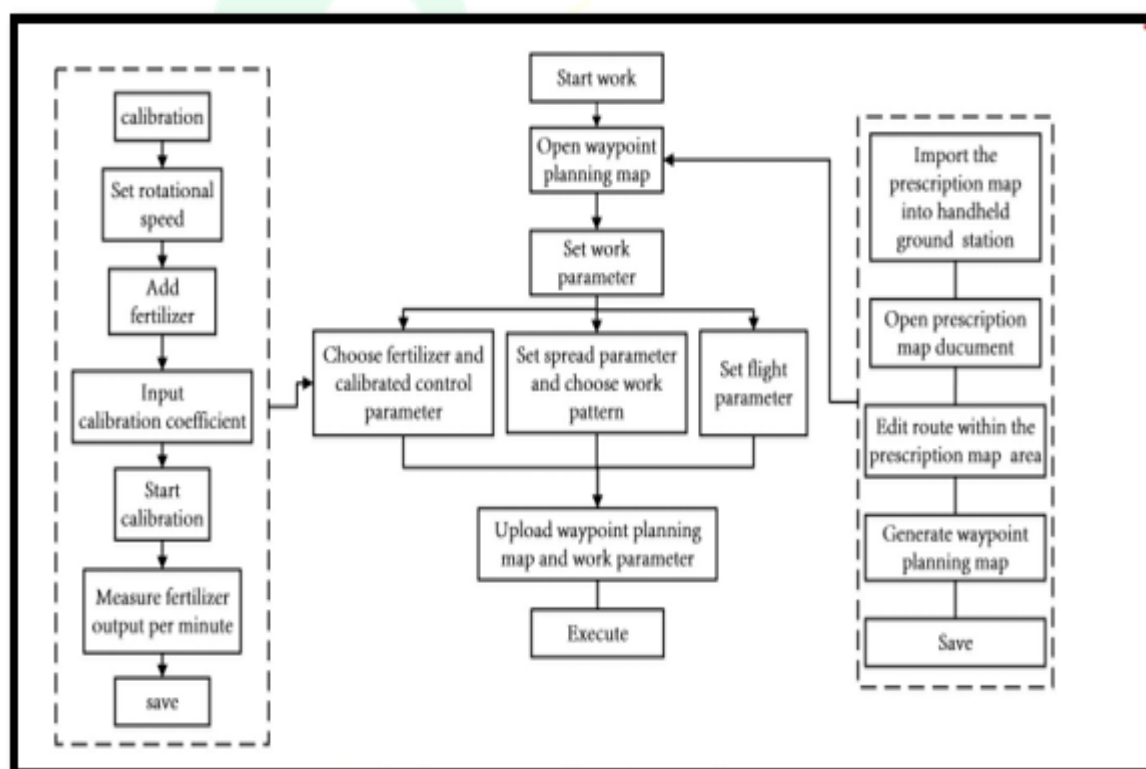 calibration
Set rotational
speed
Add
fertilizer
Input
calibration coefficient
Start
calibration
Measure fertilizer
output per minute
save
Start work
Open waypoint
planning map
Set work
parameter
Choose fertilizer and
calibrated control
parameter
Set spread parameter
and choose work
pattern
Set flight
parameter
Upload waypoint planning
map and work parameter
Execute
Import the
prescription map
into handheld
ground station
Open prescription
map ducument
Edit route within the
prescription map area
Generate waypoint
planning map
Save